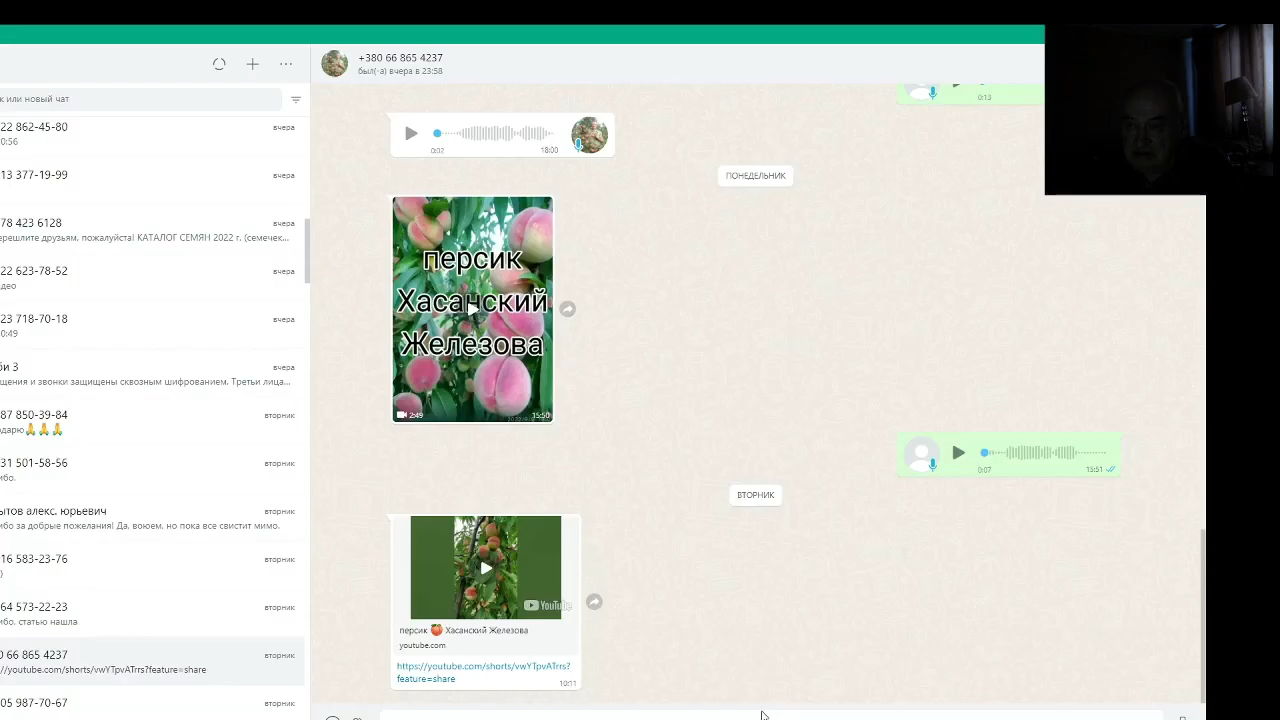 к или новый чат
22 862-45-80
вчера
0:56
13 377-19-99
вчера
78 423 6128
вчера
ерешлите друзьям, пожалуйста! КАТАЛОГ СЕМЯН 2022 г. (семечек...
22 623-78-52
вчера
део
23 718-70-18
вчера
0:49
би 3
вчера
щения и звонки защищены сквозным шифрованием. Третьи лица...
87 850-39-84
вторник
одарю🙏🙏🙏
31 501-58-56
вторник
ибо.
ытов алекс. юрьевич
вторник
ибо за добрые пожелания! Да, воюем, но пока все свистит мимо.
16 583-23-76
вторник
)
64 573-22-23
вторник
ибо. статью нашла
0 66 865 4237
вторник
://youtube.com/shorts/vwYTpvATrrs?feature=share
05 987-70-67
вторник
+380 66 865 4237
был(-а) вчера в 23:58
0:13
0:02
18:00
ПОНЕДЕЛЬНИК
персик
Хасанский
Железова
2:49
15:50
0:07
15:51
ВТОРНИК
YouTube
персик 🍑 Хасанский Железова
youtube.com
https://youtube.com/shorts/vwYTpvATrrs?
feature=share
10:11